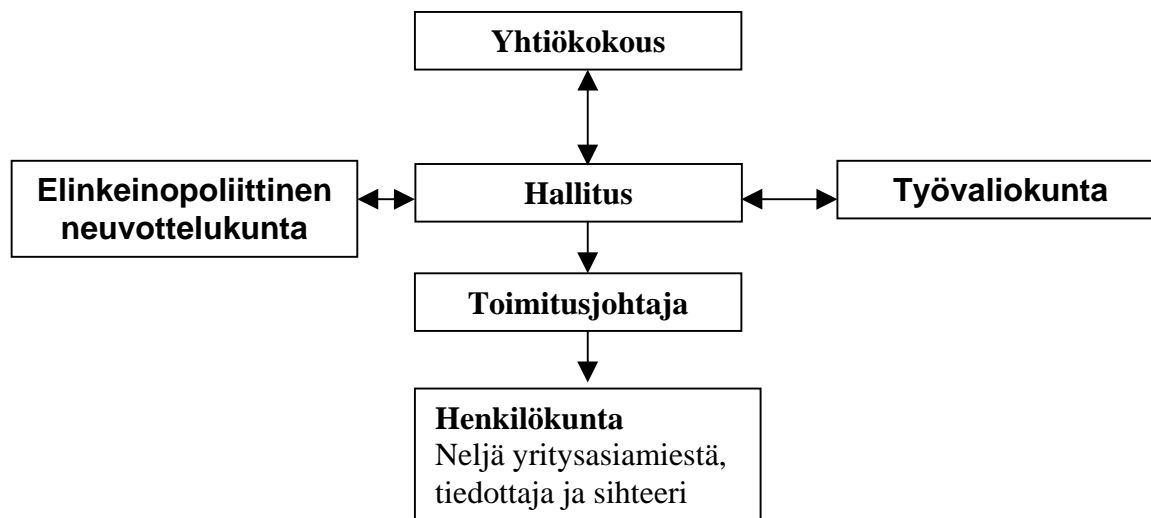 Yhtiökokous
Elinkeinopoliittinen
neuvottelukunta
Hallitus
Työvaliokunta
Toimitusjohtaja
Henkilökunta
Neljä yritysasiamiestä,
tiedottaja ja sihteeri